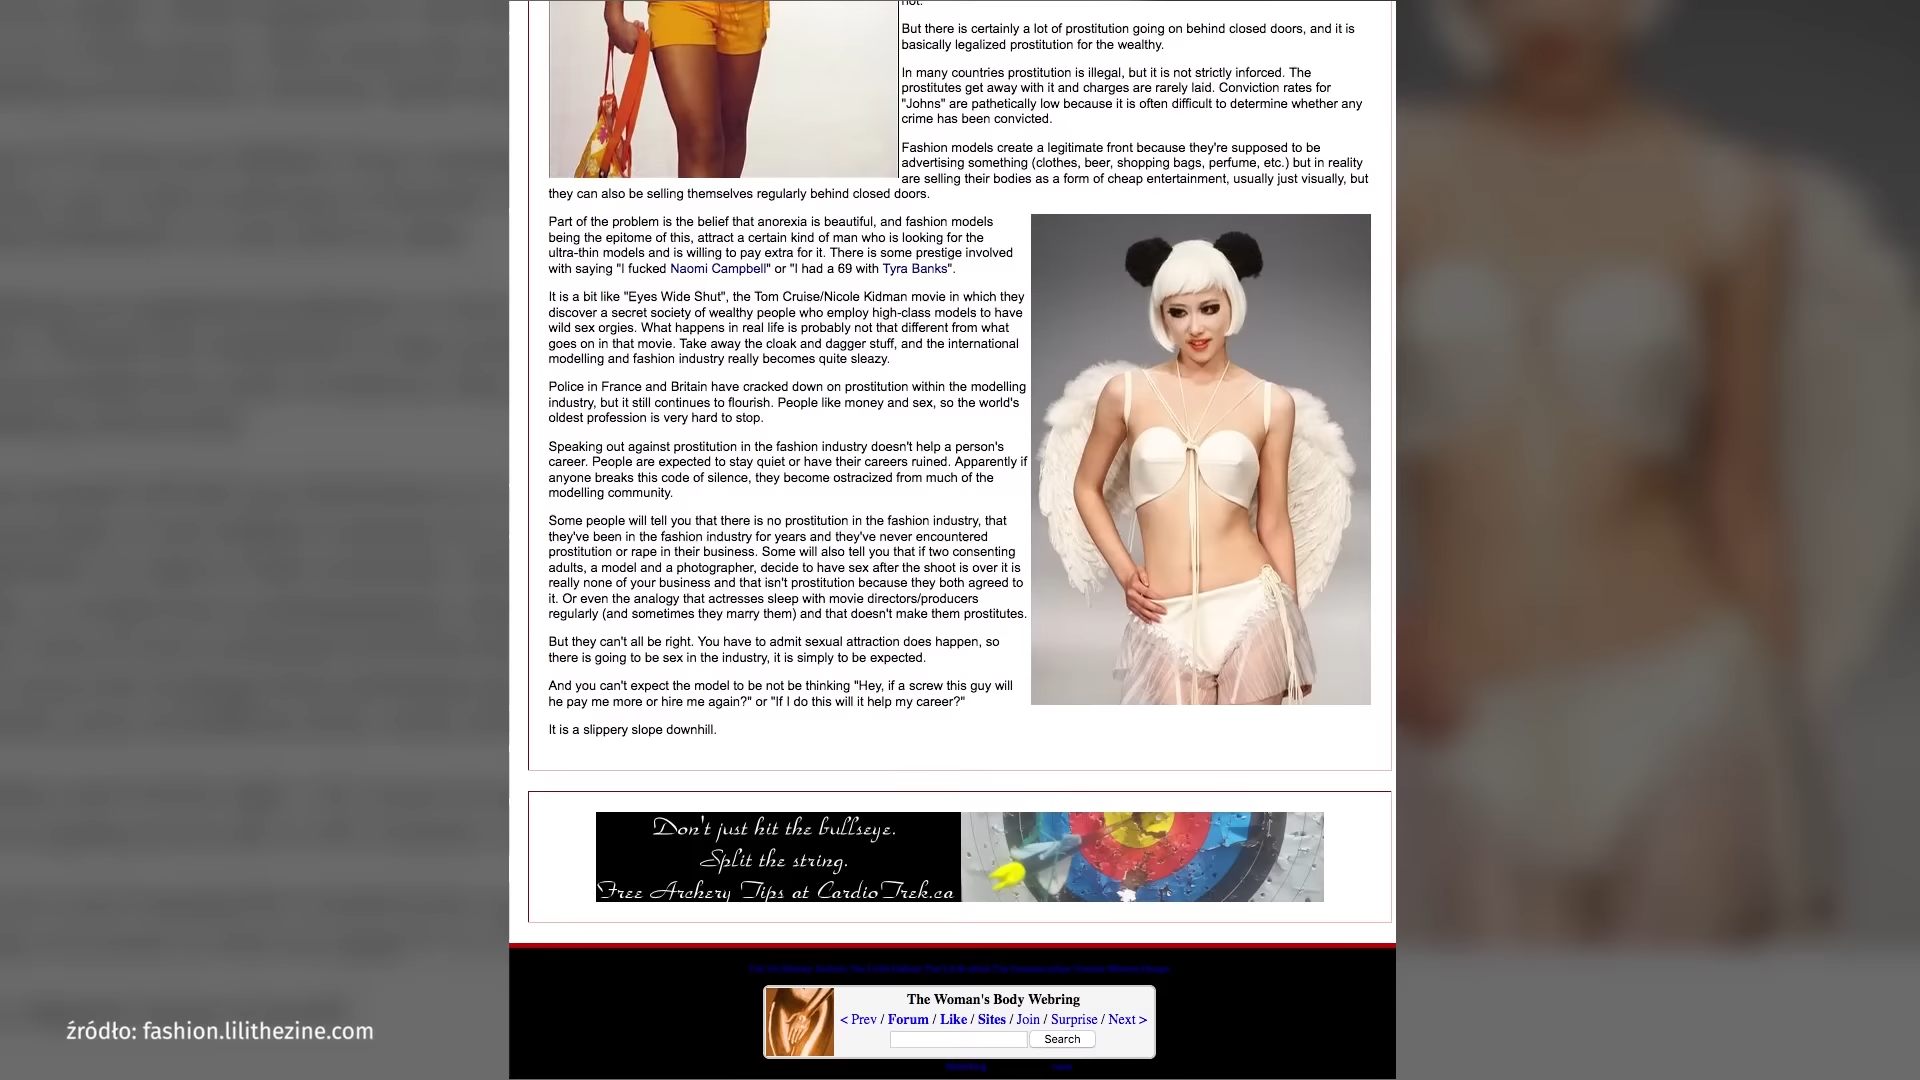 But there is certainly a lot of prostitution going on behind closed doors, and it is
basically legalized prostitution for the wealthy.
In many countries prostitution is illegal, but it is not strictly inforced. The
prostitutes get away with it and charges are rarely laid. Conviction rates for
"Johns" are pathetically low because it is often difficult to determine whether any
crime has been convicted.
Fashion models create a legitimate front because they're supposed to be
advertising something (clothes, beer, shopping bags, perfume, etc.) but in reality
are selling their bodies as a form of cheap entertainment, usually just visually, but
they can also be selling themselves regularly behind closed doors.
Part of the problem is the belief that anorexia is beautiful, and fashion models
being the epitome of this, attract a certain kind of man who is looking for the
ultra-thin models and is willing to pay extra for it. There is some prestige involved
with saying "I fucked Naomi Campbell" or "I had a 69 with Tyra Banks".
It is a bit like "Eyes Wide Shut", the Tom Cruise/Nicole Kidman movie in which they
discover a secret society of wealthy people who employ high-class models to have
wild sex orgies. What happens in real life is probably not that different from what
goes on in that movie. Take away the cloak and dagger stuff, and the international
modelling and fashion industry really becomes quite sleazy.
Police in France and Britain have cracked down on prostitution within the modelling
industry, but it still continues to flourish. People like money and sex, so the world's
oldest profession is very hard to stop.
Speaking out against prostitution in the fashion industry doesn't help a person's
career. People are expected to stay quiet or have their careers ruined. Apparently if
anyone breaks this code of silence, they become ostracized from much of the
modelling community.
Some people will tell you that there is no prostitution in the fashion industry, that
they've been in the fashion industry for years and they've never encountered
prostitution or rape in their business. Some will also tell you that if two consenting
adults, a model and a photographer, decide to have sex after the shoot is over it is
really none of your business and that isn't prostitution because they both agreed to
it. Or even the analogy that actresses sleep with movie directors/producers
regularly (and sometimes they marry them) and that doesn't make them prostitutes.
But they can't all be right. You have to admit sexual attraction does happen, so
there is going to be sex in the industry, it is simply to be expected.
And you can't expect the model to be not be thinking "Hey, if a screw this guy will
he pay me more or hire me again?" or "If I do this will it help my career?"
It is a slippery slope downhill.
Don't just hit the bullseye.
Split the string.
Free Archery Tips at CardioTrek.ca
The Woman's Body Webring
< Prev / Forum / Like / Sites / Join / Surprise / Next >
Search
źródło: fashion.lilithezine.com